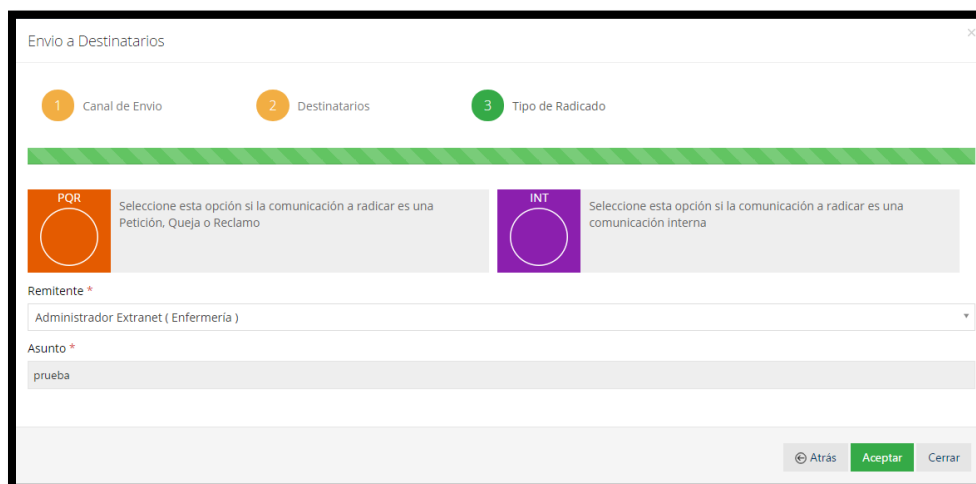 Envio a Destinatarios
×
1 Canal de Envio
2 Destinatarios
3 Tipo de Radicado
PQR
Seleccione esta opción si la comunicación a radicar es una
Petición, Queja o Reclamo
INT
Seleccione esta opción si la comunicación a radicar es una
comunicación interna
Remitente *
Administrador Extranet ( Enfermería )
Asunto *
prueba
Atrás Aceptar Cerrar